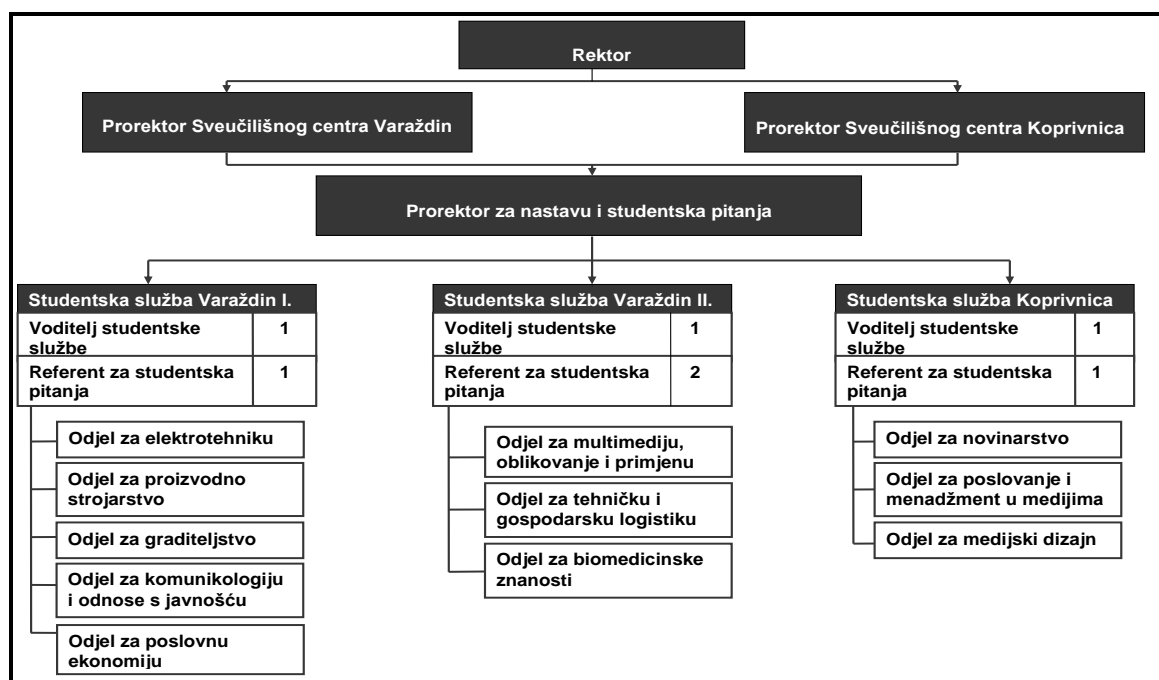 Rektor
Prorektor Sveučilišnog centra Varaždin
Prorektor Sveučilišnog centra Koprivnica
Prorektor za nastavu i studentska pitanja
Studentska služba Varaždin I.
Voditelj studentske
službe
1
Referent za studentska
pitanja
1
Odjel za elektrotehniku
Odjel za proizvodno
strojarstvo
Odjel za graditeljstvo
Odjel za komunikologiju
i odnose s javnošću
Odjel za poslovnu
ekonomiju
Studentska služba Varaždin II.
Voditelj studentske
službe
1
Referent za studentska
pitanja
2
Odjel za multimediju,
oblikovanje i primjenu
Odjel za tehničku i
gospodarsku logistiku
Odjel za biomedicinske
znanosti
Studentska služba Koprivnica
Voditelj studentske
službe
1
Referent za studentska
pitanja
1
Odjel za novinarstvo
Odjel za poslovanje i
menadžment u medijima
Odjel za medijski dizajn